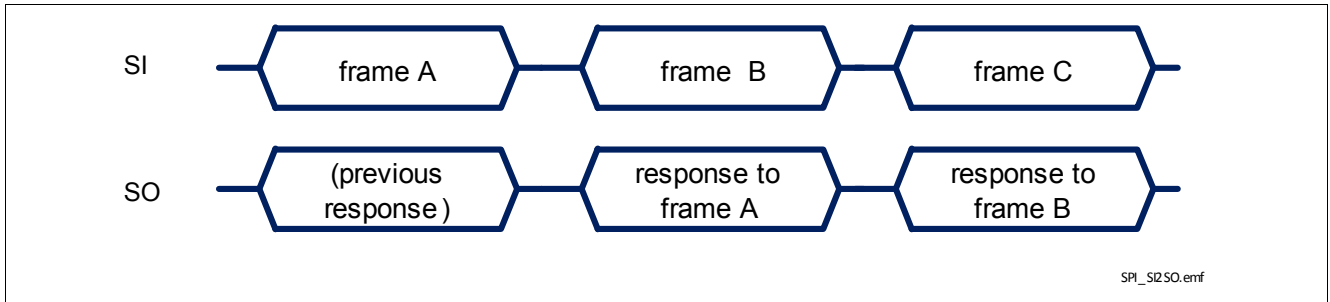 SI
frame A
frame B
frame C
SO
(previous
response)
response to
frame A
response to
frame B
SPI_SI2SO.emf